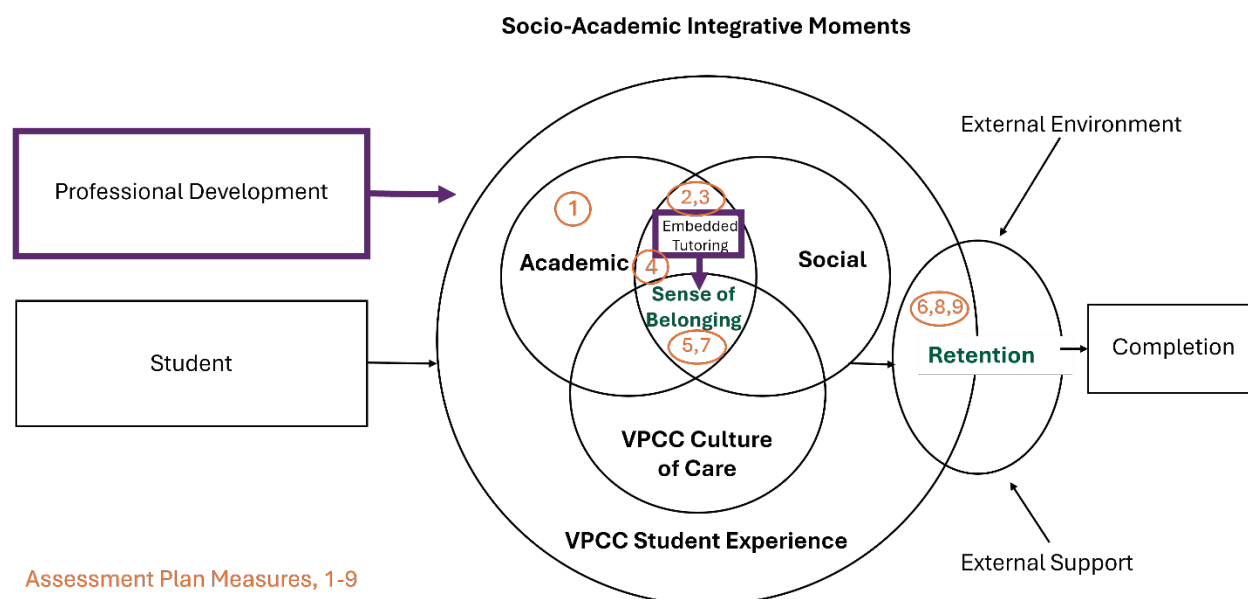 Socio-Academic Integrative Moments
External Environment
Professional Development
1
2,3
Embedded
Tutoring
Academic
4
Social
Sense of
Belonging
5,7
6,8,9
Retention
Completion
Student
VPCC Culture
of Care
VPCC Student Experience
External Support
Assessment Plan Measures, 1-9